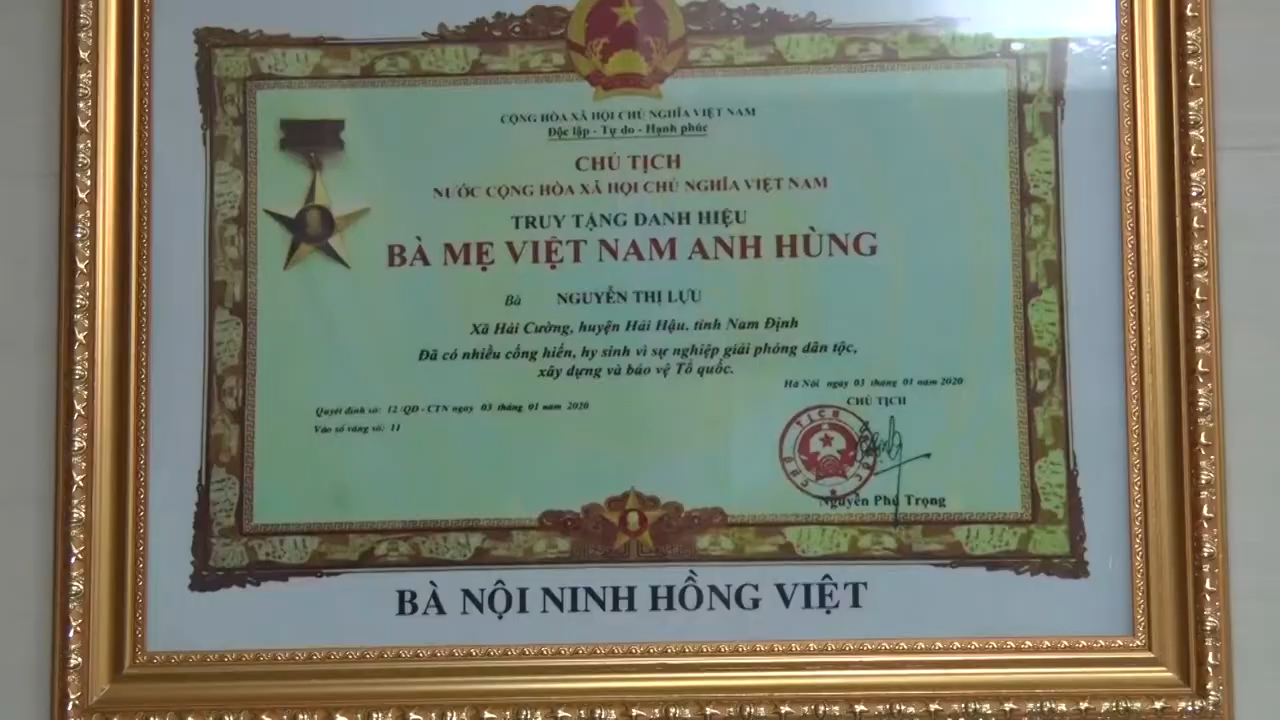 CỘNG HÒA XÃ HỘI CHỦ NGHĨA VIỆT NAM
Độc lập - Tự do - Hạnh phúc
CHỦ TỊCH
NƯỚC CỘNG HÒA XÃ HỘI CHỦ NGHĨA VIỆT NAM
TRUY TẶNG DANH HIỆU
BÀ MẸ VIỆT NAM ANH HÙNG
Bà NGUYỄN THỊ LỰU
Xã Hải Cường, huyện Hải Hậu, tỉnh Nam Định
Đã có nhiều cống hiến, hy sinh vì sự nghiệp giải phóng dân tộc,
xây dựng và bảo vệ Tổ quốc.
Hà Nội ngày 03 tháng 01 năm 2020
CHỦ TỊCH
Quyết định số: 12 /QĐ - CTN ngày 03 tháng 01 năm 2020
Vào sổ vàng số: 11
CHỦ TỊCH NƯỚC
Nguyễn Phú Trọng
BÀ NỘI NINH HỒNG VIỆT